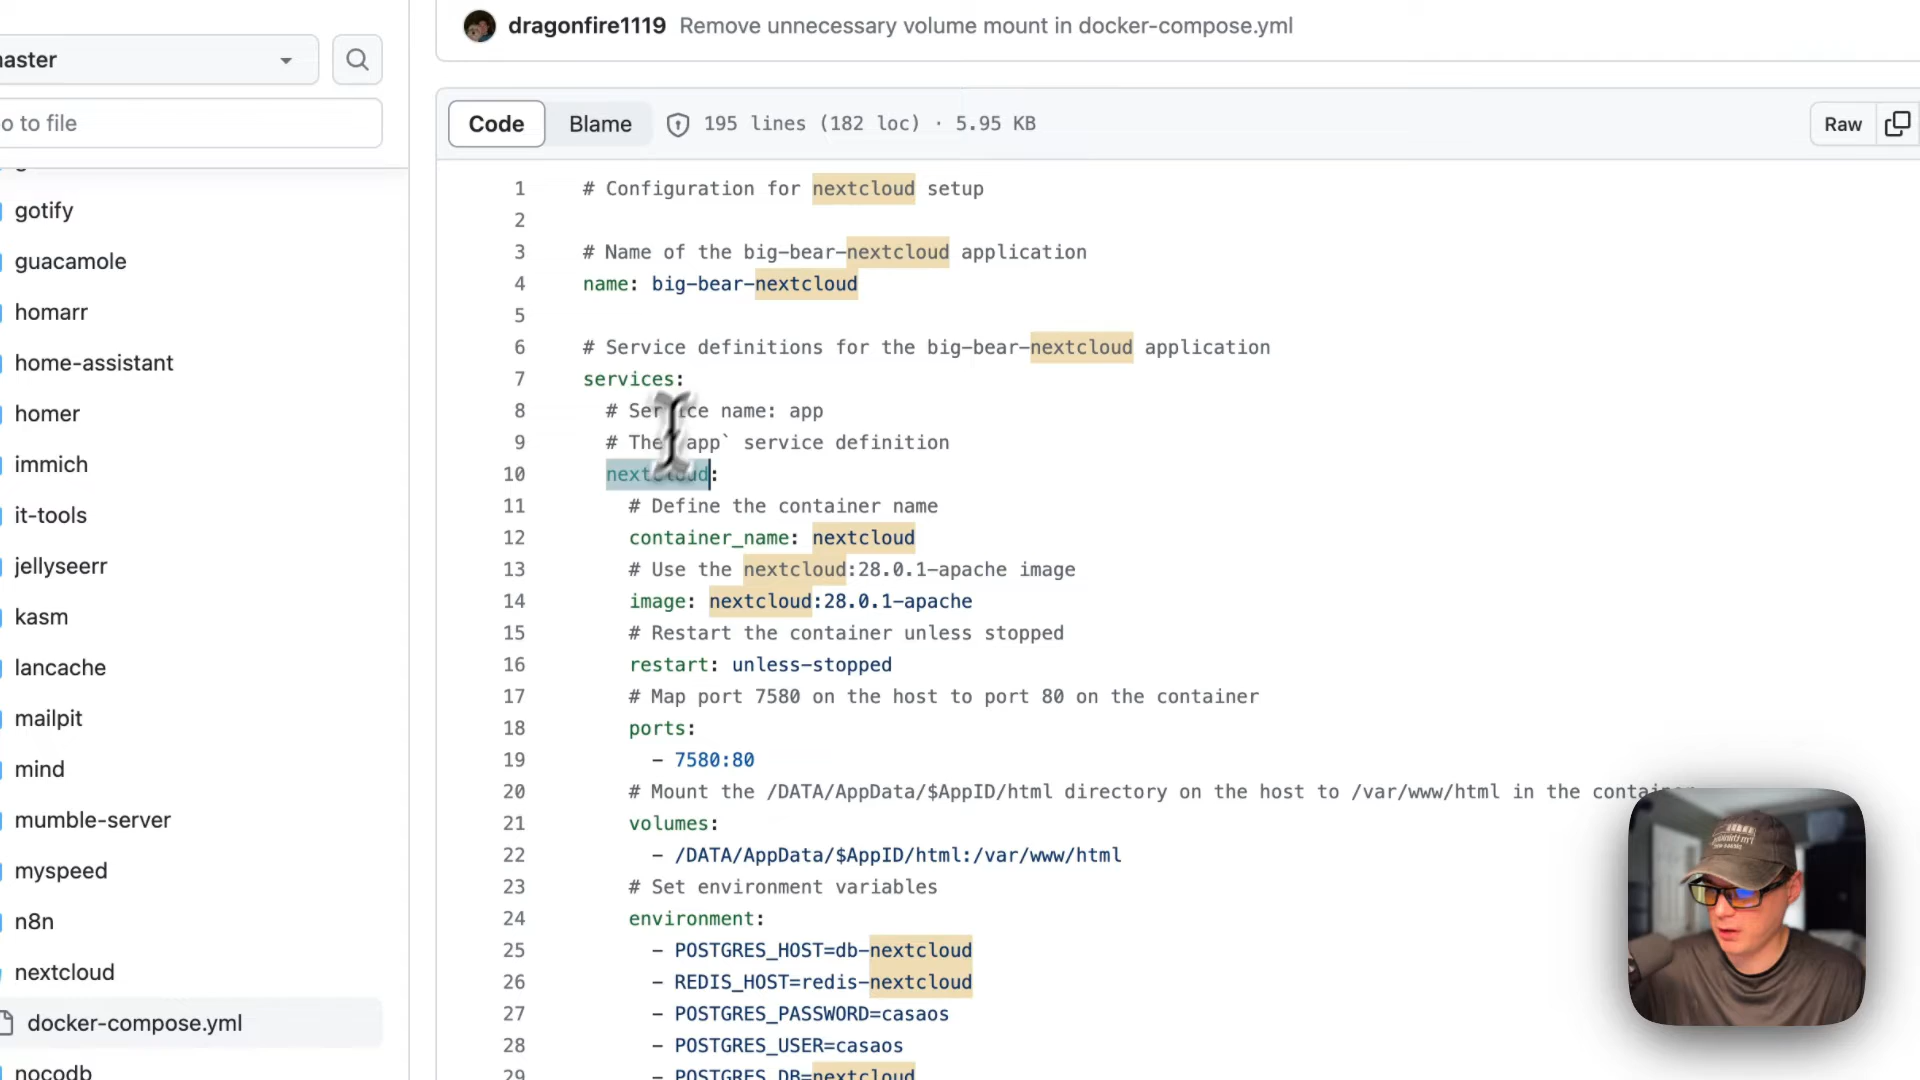 dragonfire1119 Remove unnecessary volume mount in docker-compose.yml
aster
o to file
gotify
guacamole
homarr
home-assistant
homer
immich
it-tools
jellyseerr
kasm
lancache
mailpit
mind
mumble-server
myspeed
n8n
nextcloud
docker-compose.yml
nocodb
Code Blame 195 lines (182 loc) · 5.95 KB Raw
1 # Configuration for nextcloud setup
2
3 # Name of the big-bear-nextcloud application
4 name: big-bear-nextcloud
5
6 # Service definitions for the big-bear-nextcloud application
7 services:
8 # Service name: app
9 # The `app` service definition
10 nextcloud:
11 # Define the container name
12 container_name: nextcloud
13 # Use the nextcloud:28.0.1-apache image
14 image: nextcloud:28.0.1-apache
15 # Restart the container unless stopped
16 restart: unless-stopped
17 # Map port 7580 on the host to port 80 on the container
18 ports:
19 - 7580:80
20 # Mount the /DATA/AppData/$AppID/html directory on the host to /var/www/html in the container
21 volumes:
22 - /DATA/AppData/$AppID/html:/var/www/html
23 # Set environment variables
24 environment:
25 - POSTGRES_HOST=db-nextcloud
26 - REDIS_HOST=redis-nextcloud
27 - POSTGRES_PASSWORD=casaos
28 - POSTGRES_USER=casaos
29 - POSTGRES_DB=nextcloud